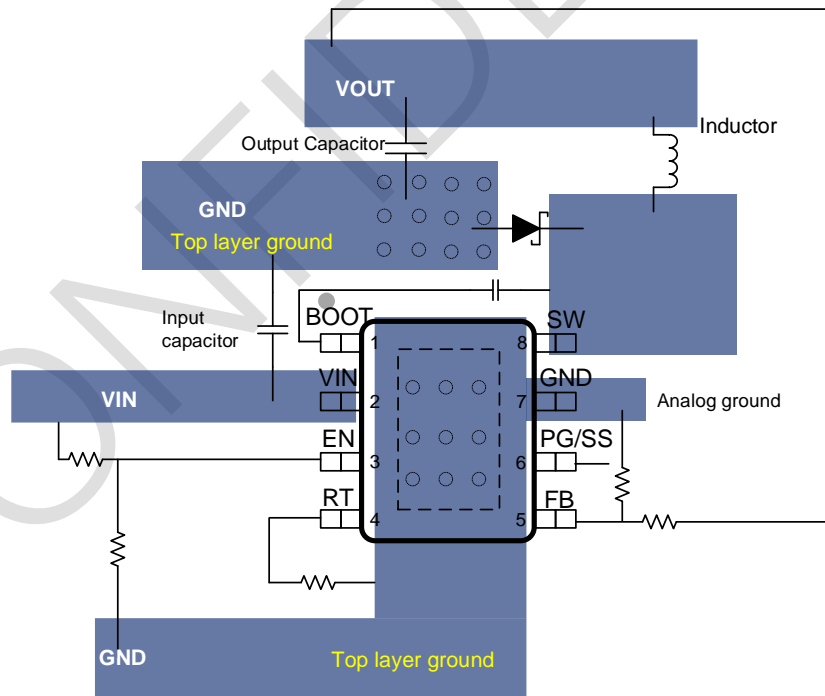 VOUT
Inductor
Output Capacitor
GND
Top layer ground
Input
capacitor
BOOT
SW
1
8
VIN
VIN
GND
2
7
Analog ground
EN
PG/SS
3
6
RT
FB
4
5
GND
Top layer ground